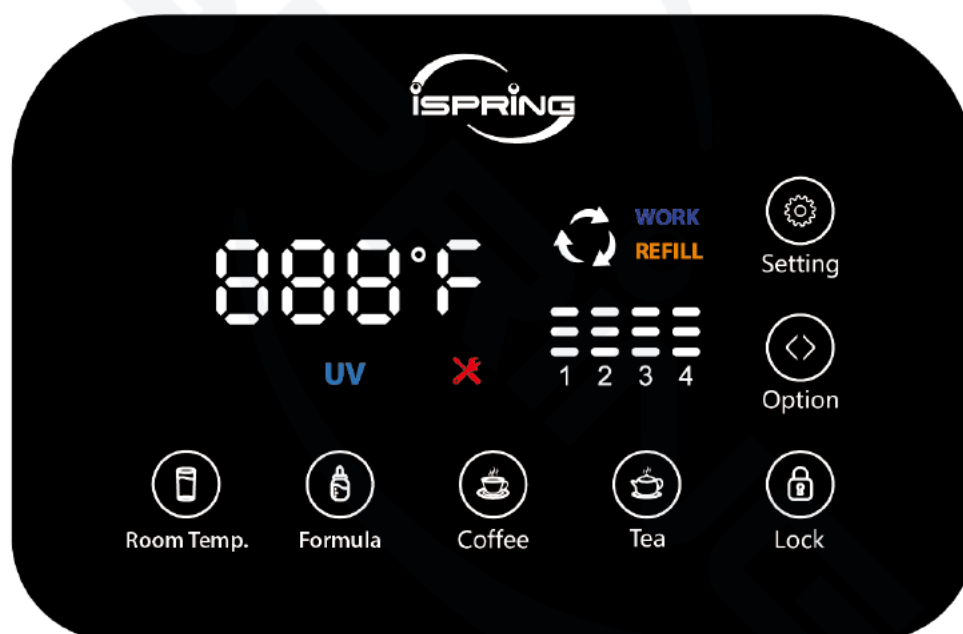 iSPRiNG
WORK
REFILL
Setting
888°F
1 2 3 4
UV
Option
Room Temp.
Formula
Coffee
Tea
Lock